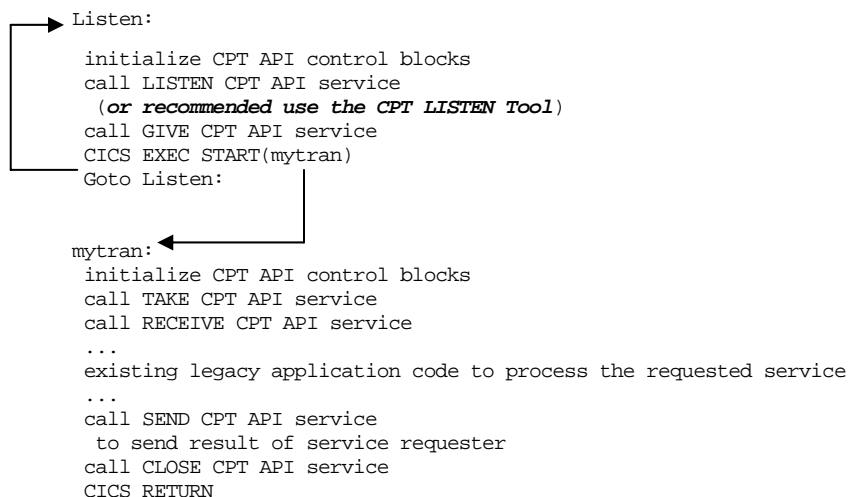 Listen:
initialize CPT API control blocks
call LISTEN CPT API service
(or recommended use the CPT LISTEN Tool)
call GIVE CPT API service
CICS EXEC START(mytran)
Goto Listen:
mytran:
initialize CPT API control blocks
call TAKE CPT API service
call RECEIVE CPT API service
...
existing legacy application code to process the requested service
...
call SEND CPT API service
to send result of service requester
call CLOSE CPT API service
CICS RETURN